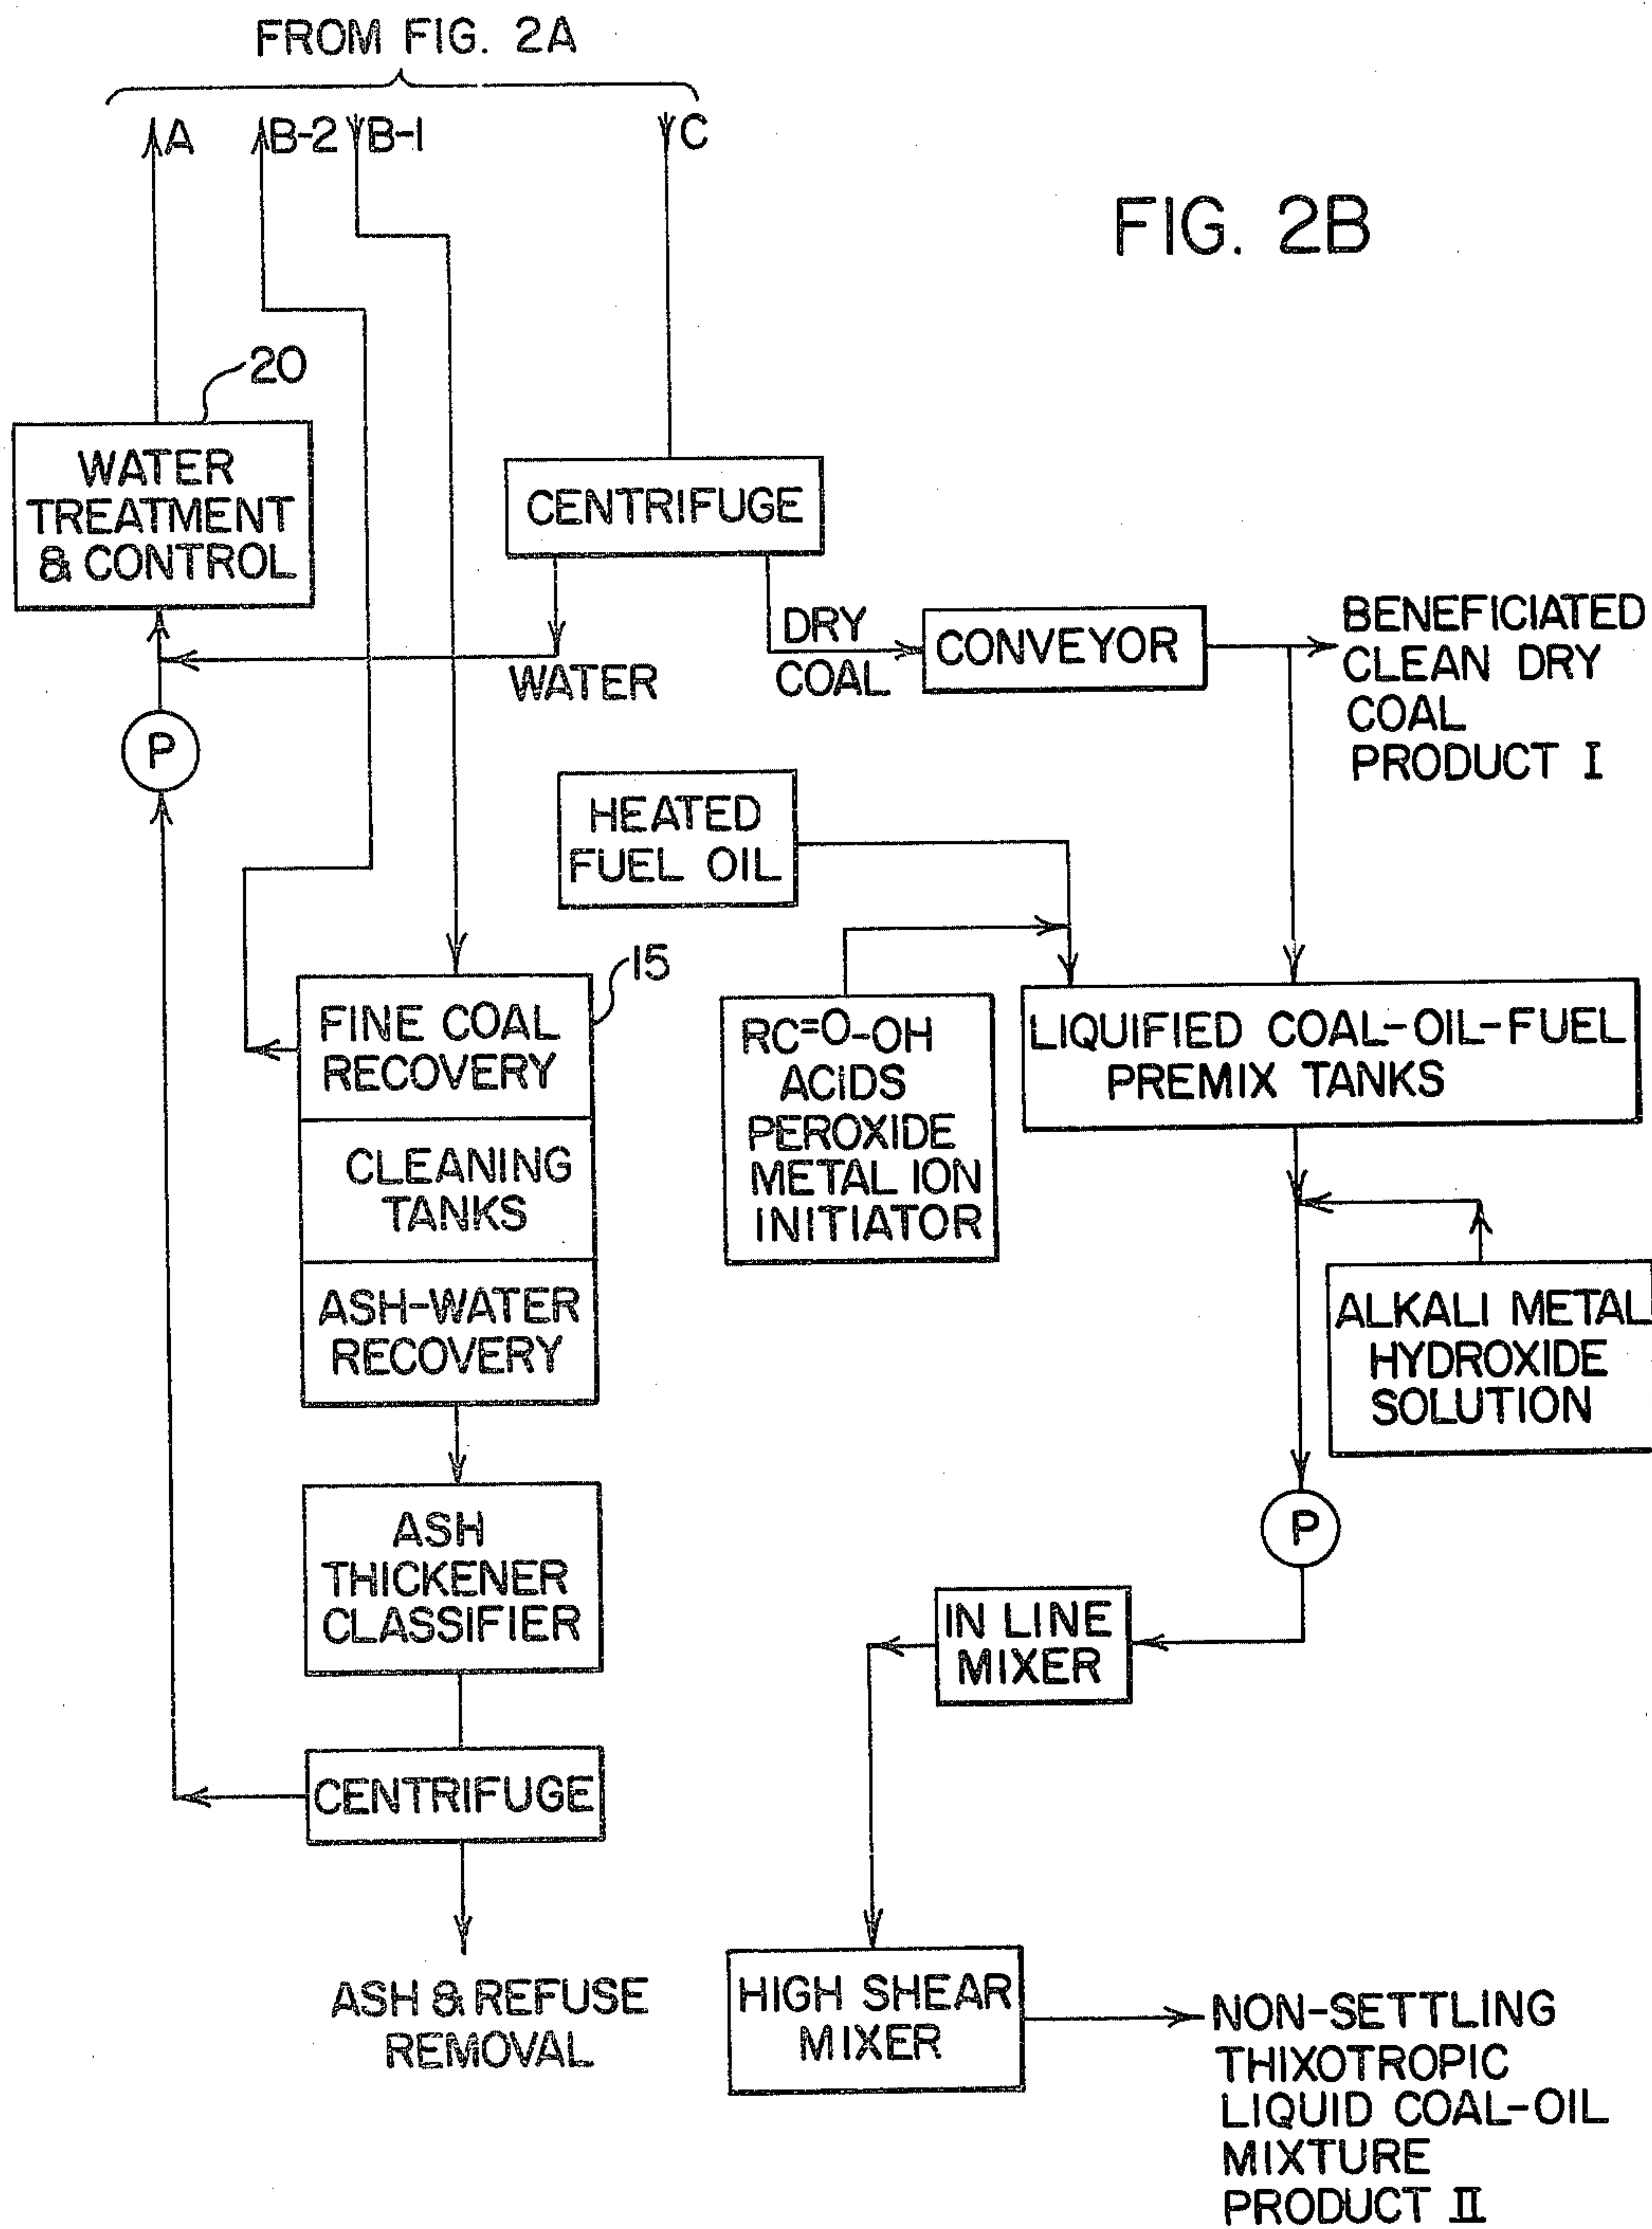 FROM FIG. 2A
A
B-2
B-1
C
FIG. 2B
20
WATER
TREATMENT
& CONTROL
CENTRIFUGE
WATER
DRY
COAL
CONVEYOR
BENEFICIATED
CLEAN DRY
COAL
PRODUCT I
P
HEATED
FUEL OIL
15
FINE COAL
RECOVERY
CLEANING
TANKS
ASH-WATER
RECOVERY
RC=O-OH
ACIDS
PEROXIDE
METAL ION
INITIATOR
LIQUIFIED COAL-OIL-FUEL
PREMIX TANKS
ALKALI METAL
HYDROXIDE
SOLUTION
ASH
THICKENER
CLASSIFIER
P
IN LINE
MIXER
CENTRIFUGE
ASH & REFUSE
REMOVAL
HIGH SHEAR
MIXER
NON-SETTLING
THIXOTROPIC
LIQUID COAL-OIL
MIXTURE
PRODUCT II